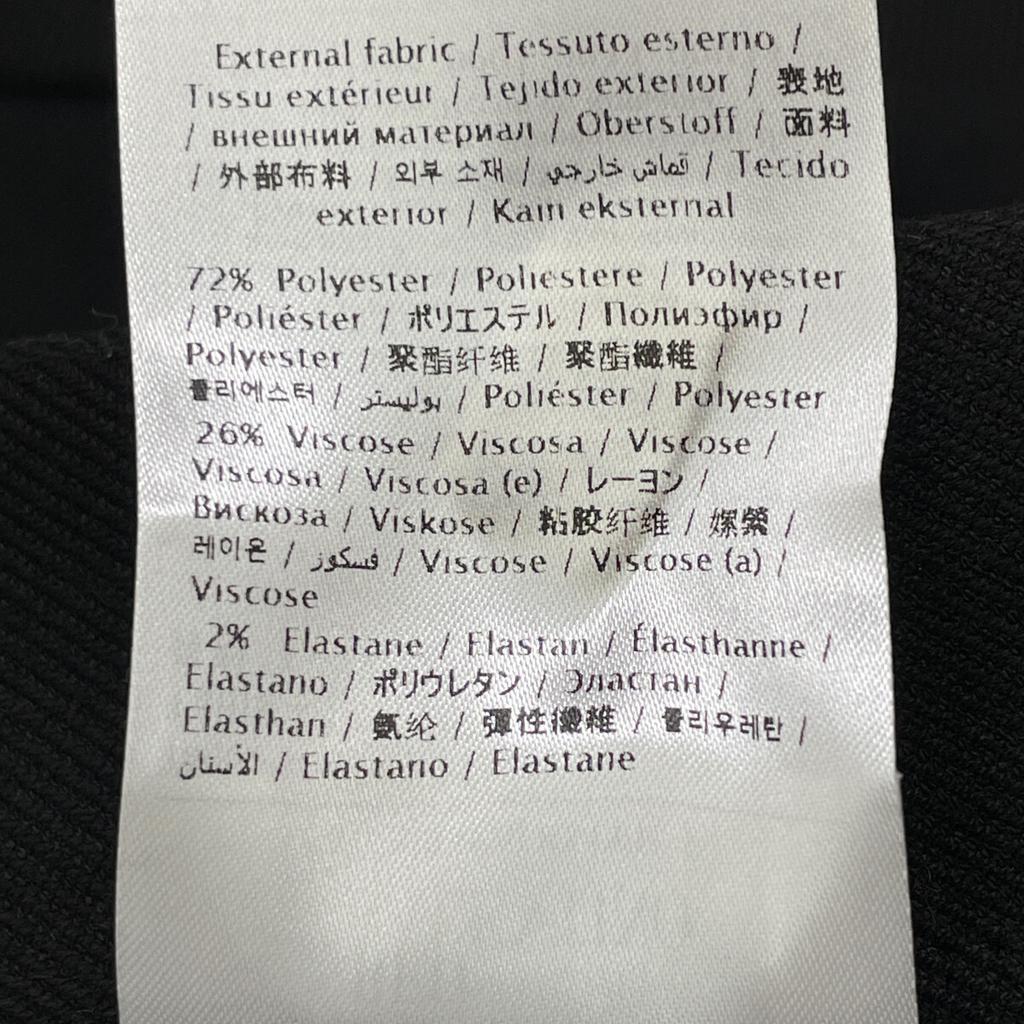 External fabric / Tessuto esterno /
Tissu extérieur / Tejido exterior / 表地
/ внешний материал / Oberstoff / 面料
/ 外部布料 / 외부 소재 / قماش خارجي / Tecido
exterior / Kain eksternal
72% Polyester / Poliestere / Polyester
/ Poliéster / ポリエステル / Полиэфир /
Polyester / 聚酯纤维 / 聚酯纖維 /
폴리에스터 / بوليستر / Poliéster / Polyester
26% Viscose / Viscosa / Viscose /
Viscosa / Viscosa (e) / レーヨン /
Вискоза / Viskose / 粘胶纤维 / 嫘縈 /
레이온 / فسكوز / Viscose / Viscose (a) /
Viscose
2% Elastane / Elastan / Élasthanne /
Elastano / ポリウレタン / Эластан /
Elasthan / 氨纶 / 彈性纖維 / 폴리우레탄 /
الأستان / Elastano / Elastane